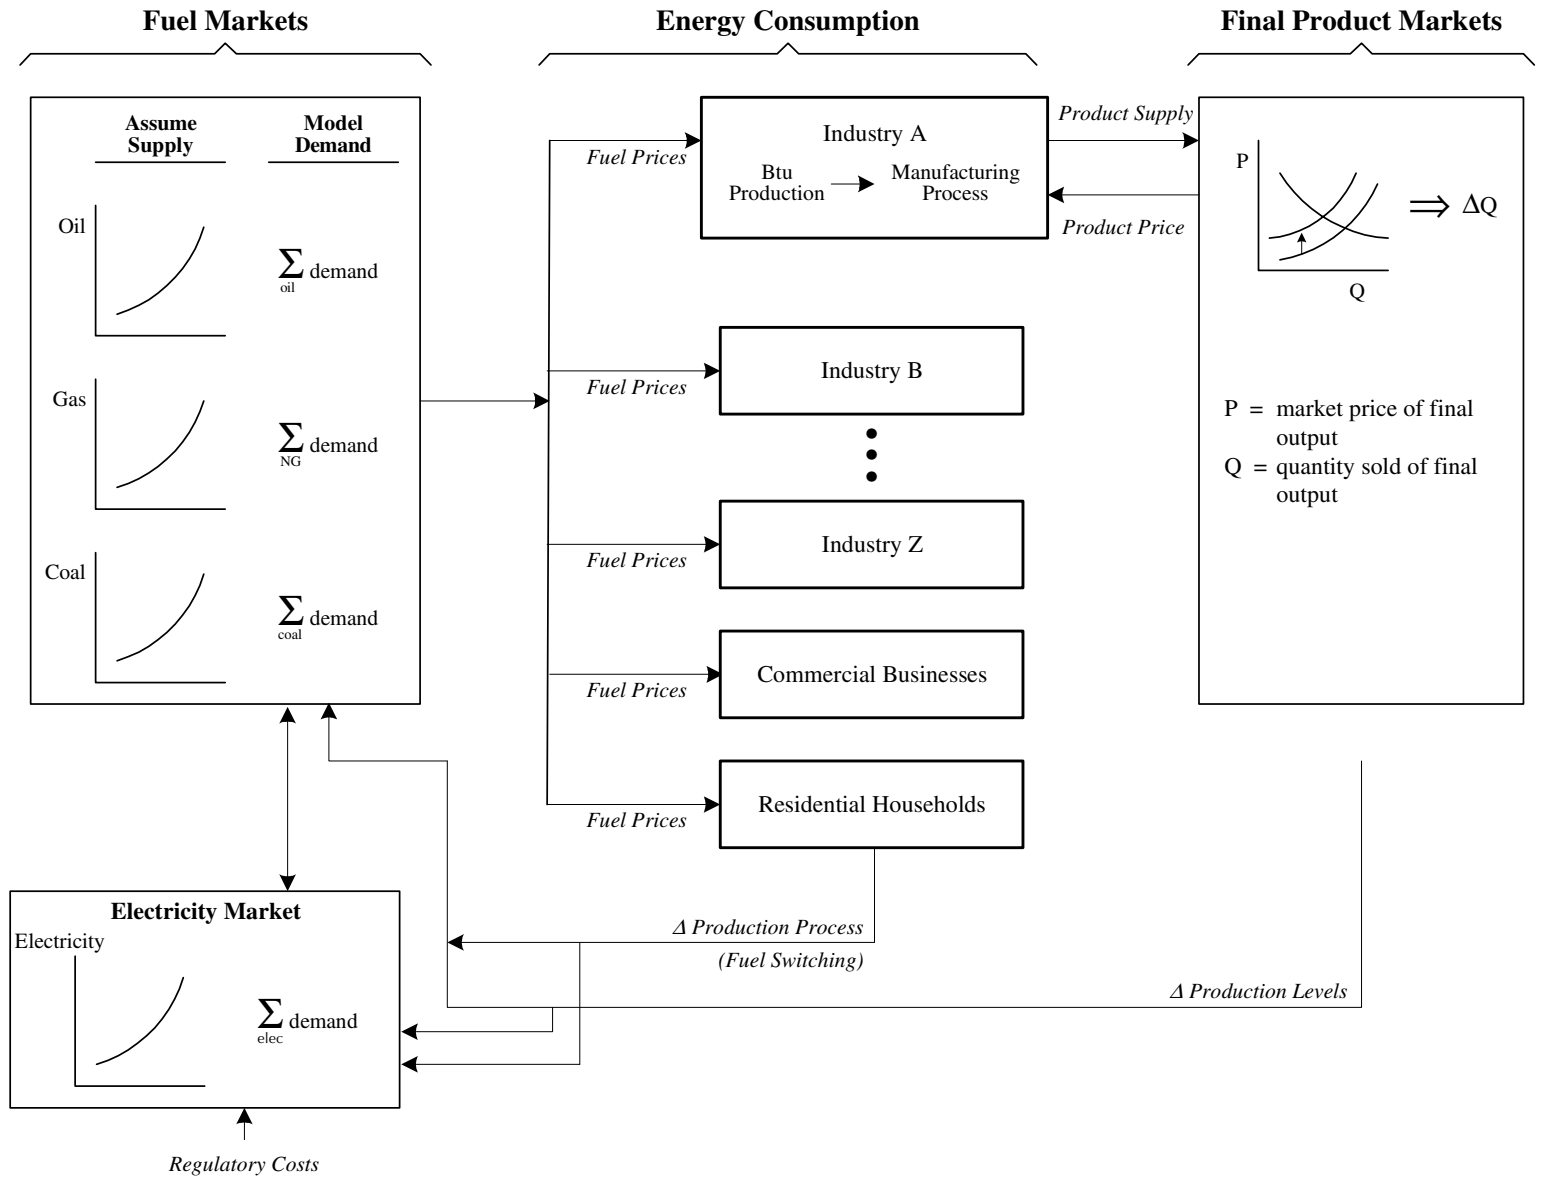 Fuel Markets
Energy Consumption
Final Product Markets
Assume
Supply
Model
Demand
Oil
Σ demand
oil
Gas
Σ demand
NG
Coal
Σ demand
coal
Fuel Prices
Industry A
Btu
Production
Manufacturing
Process
Fuel Prices
Industry B
Fuel Prices
Industry Z
Fuel Prices
Commercial Businesses
Fuel Prices
Residential Households
Product Supply
Product Price
P
Q
⇒ ΔQ
P = market price of final
output
Q = quantity sold of final
output
Δ Production Process
(Fuel Switching)
Δ Production Levels
Electricity Market
Electricity
Σ demand
elec
Regulatory Costs